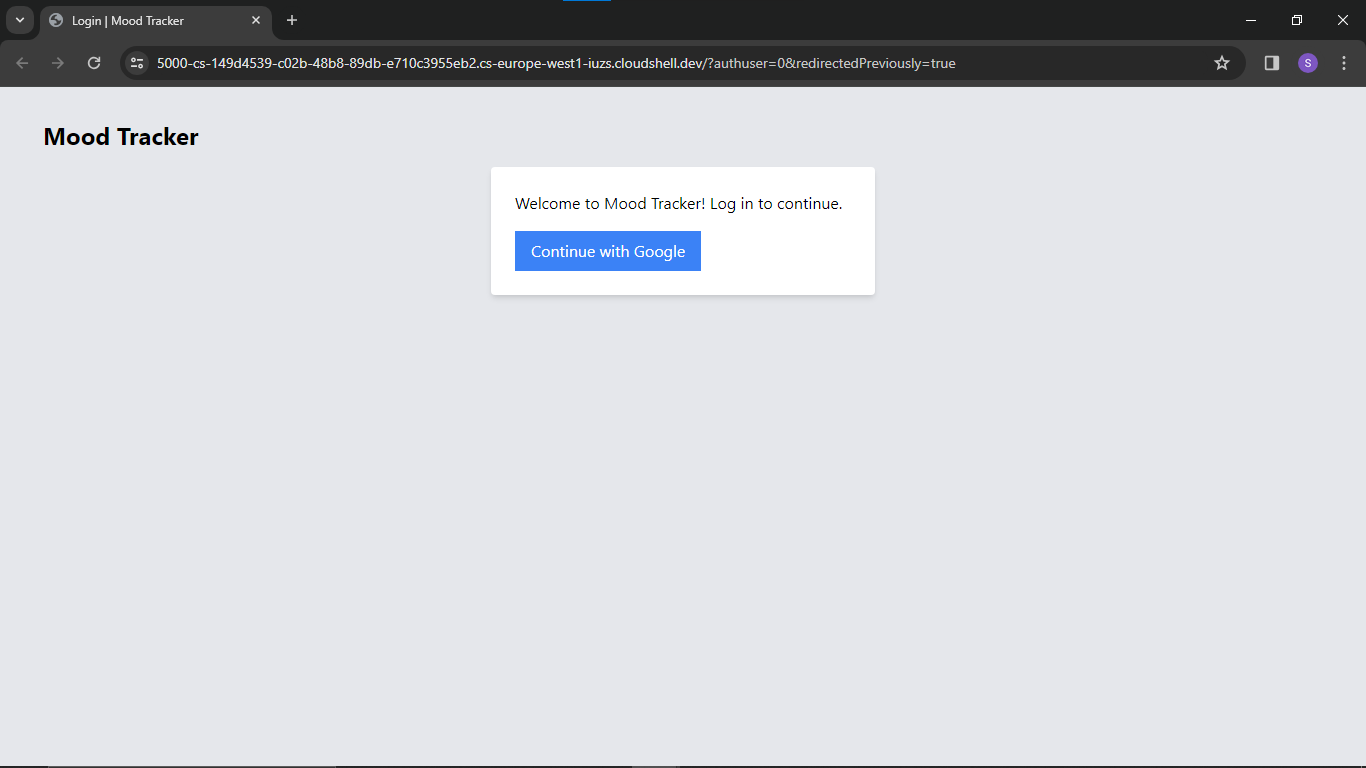 Login | Mood Tracker
5000-cs-149d4539-c02b-48b8-89db-e710c3955eb2.cs-europe-west1-iuzs.cloudshell.dev/?authuser=0&redirectedPreviously=true
S
Mood Tracker
Welcome to Mood Tracker! Log in to continue.
Continue with Google